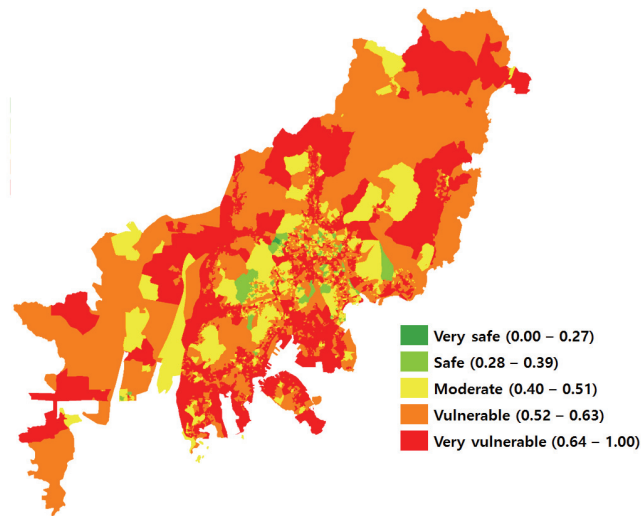 Very safe (0.00 – 0.27)
Safe (0.28 – 0.39)
Moderate (0.40 – 0.51)
Vulnerable (0.52 – 0.63)
Very vulnerable (0.64 – 1.00)